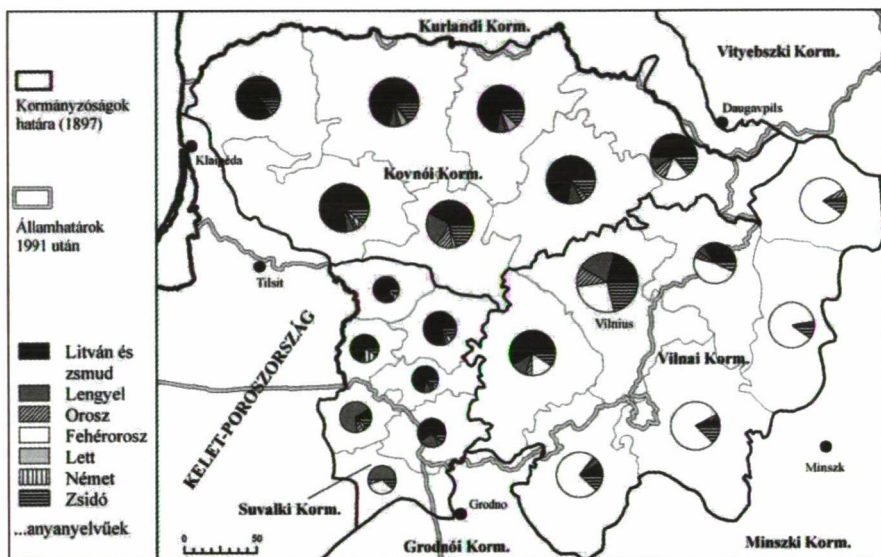 Kormányzóságok
határa (1897)
Államhatárok
1991 után
Litván és
zsmud
Lengyel
Orosz
Fehérorosz
Lett
Német
Zsidó
...anyanyelvűek
Kurlandi Korm.
Vityebszki Korm.
Daugavpils
Klaipéda
Kovnói Korm.
Tilsit
Vilnius
Vilnai Korm.
KELET-POROSZORSZÁG
Minszk
Suvalki Korm.
Grodno
Grodnói Korm.
Minszki Korm.
0 50